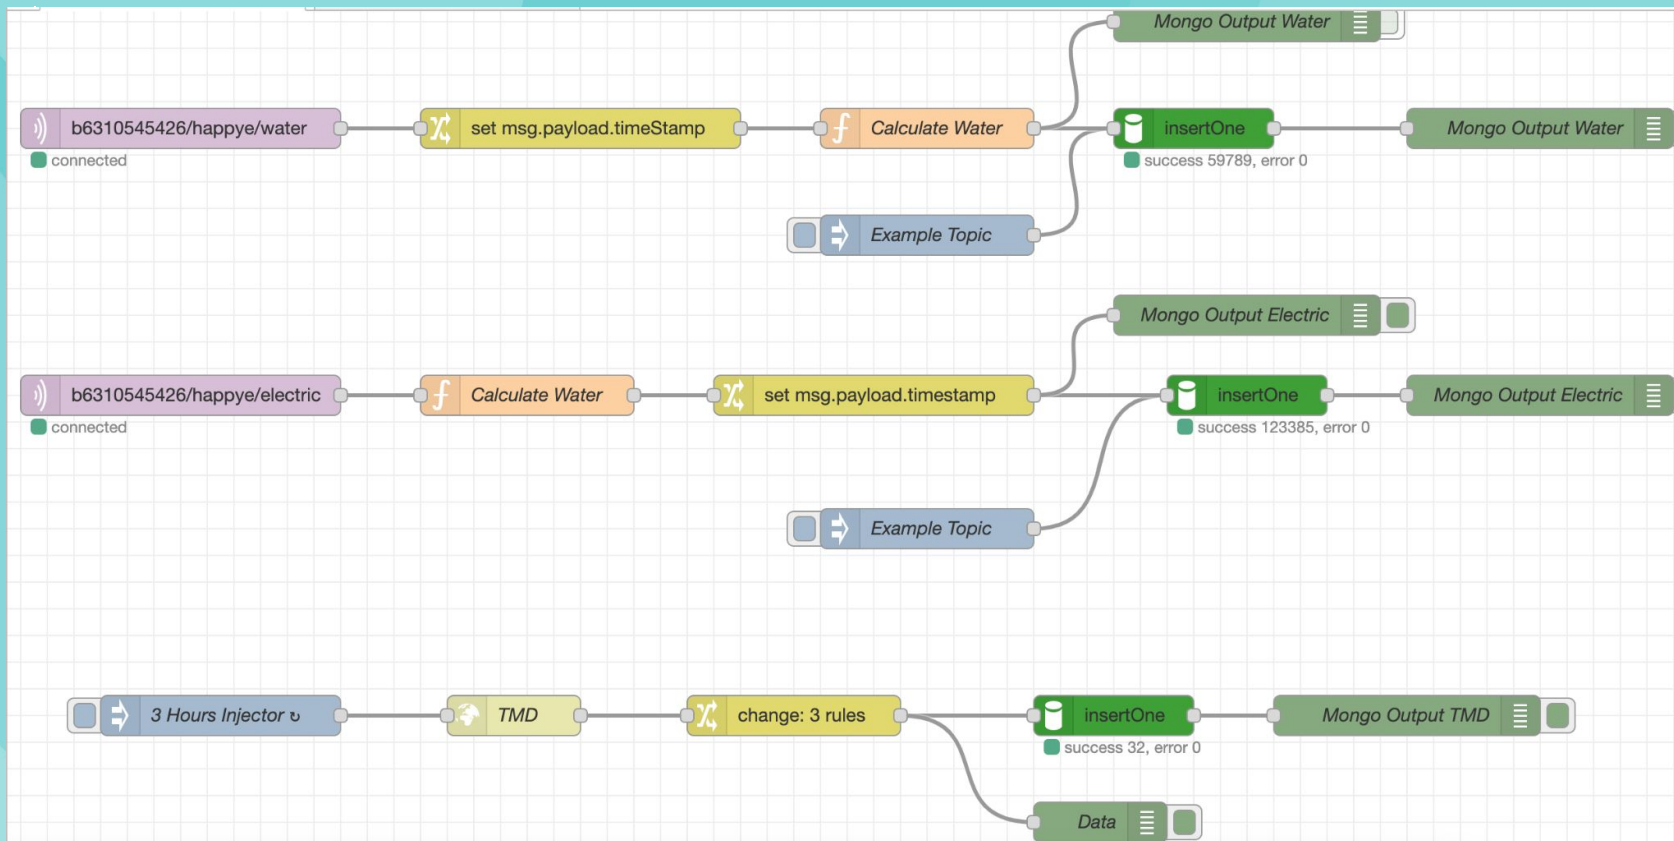 Mongo Output Water
b6310545426/happye/water
set msg.payload.timeStamp
Calculate Water
insertOne
Mongo Output Water
connected
success 59789, error 0
Example Topic
Mongo Output Electric
b6310545426/happye/electric
Calculate Water
set msg.payload.timestamp
insertOne
Mongo Output Electric
connected
success 123385, error 0
Example Topic
3 Hours Injector ↻
TMD
change: 3 rules
insertOne
Mongo Output TMD
success 32, error 0
Data